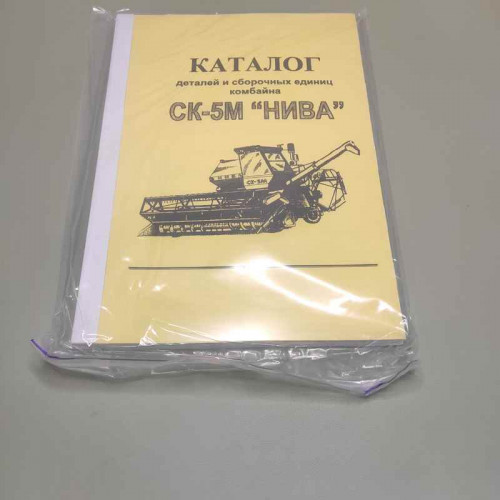 КАТАЛОГ
деталей и сборочных единиц
комбайна
СК-5М “НИВА”
СК-5М